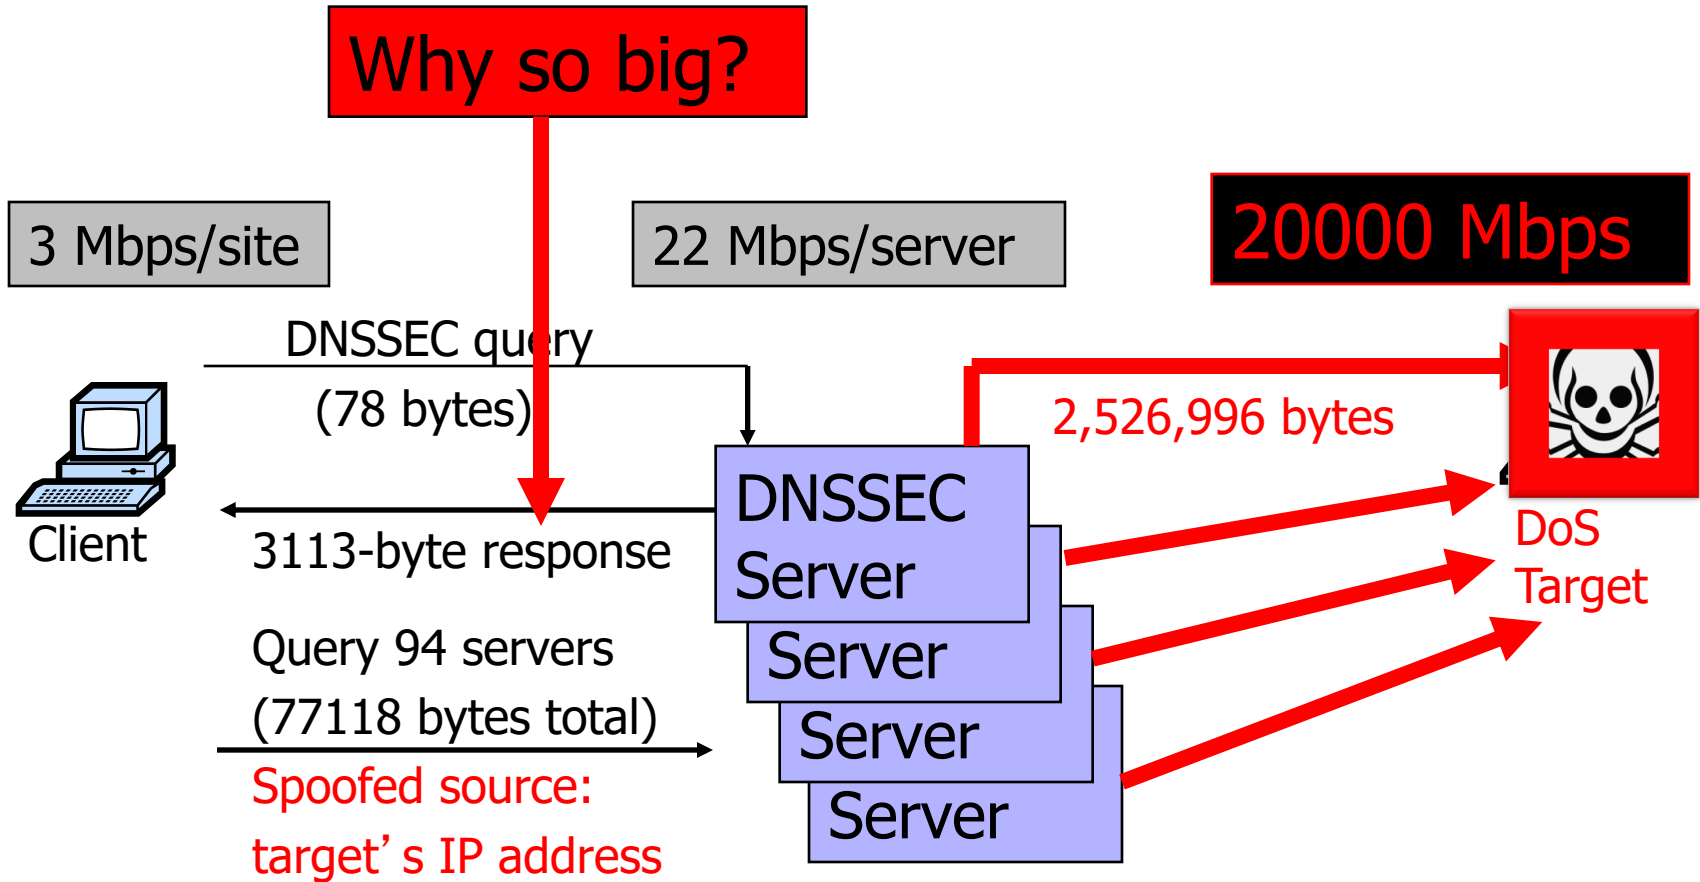 Why so big?
3 Mbps/site
22 Mbps/server
20000 Mbps
DNSSEC query
(78 bytes)
2,526,996 bytes
Client
3113-byte response
DNSSEC
Server
DoS
Target
Query 94 servers
(77118 bytes total)
Server
Server
Spoofed source:
target’s IP address
Server